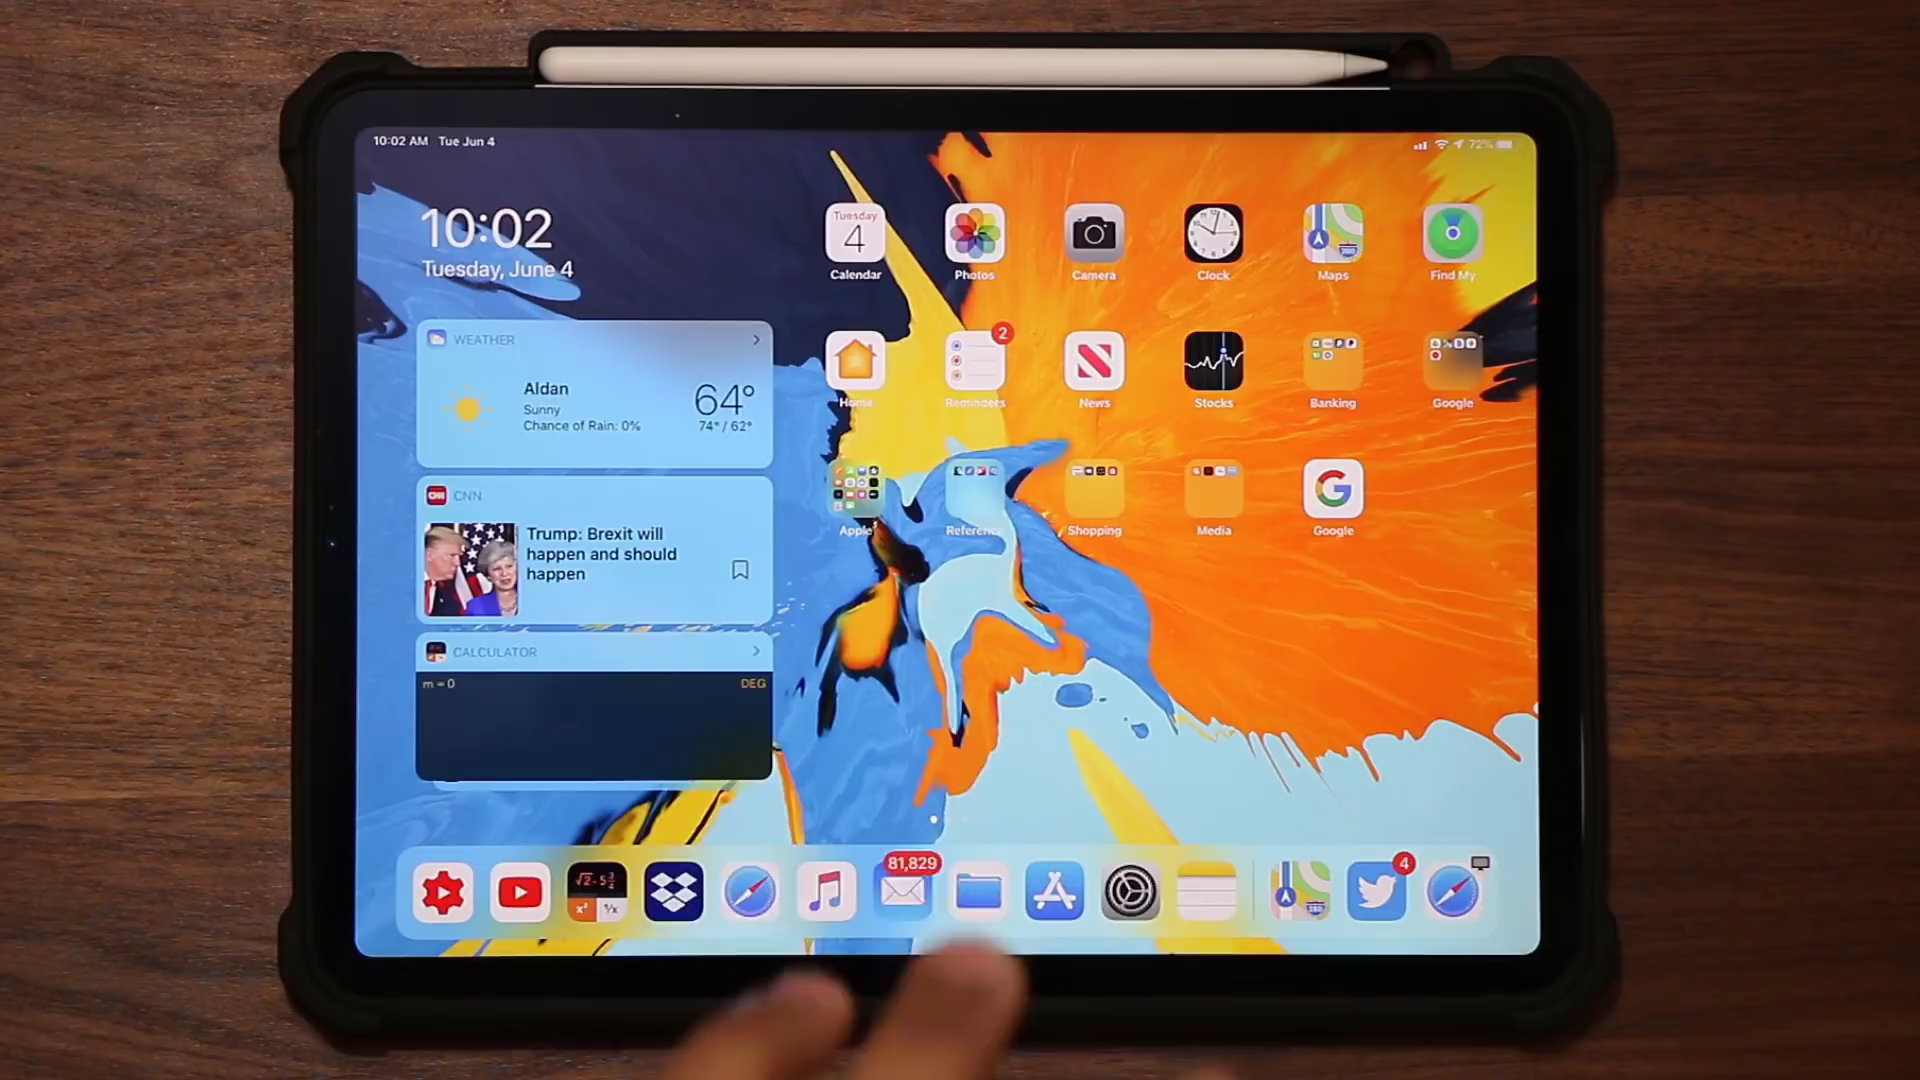 10:02 AM Tue Jun 4
72%
10:02
Tuesday, June 4
WEATHER
Aldan
Sunny
Chance of Rain: 0%
64°
74° / 62°
CNN
CNN
Trump: Brexit will
happen and should
happen
CALCULATOR
m = 0 DEG
Tuesday
4
Calendar Photos Camera Clock Maps Find My
2
Home Reminders News Stocks Banking Google
Apple Reference Shopping Media Google
81,829
4